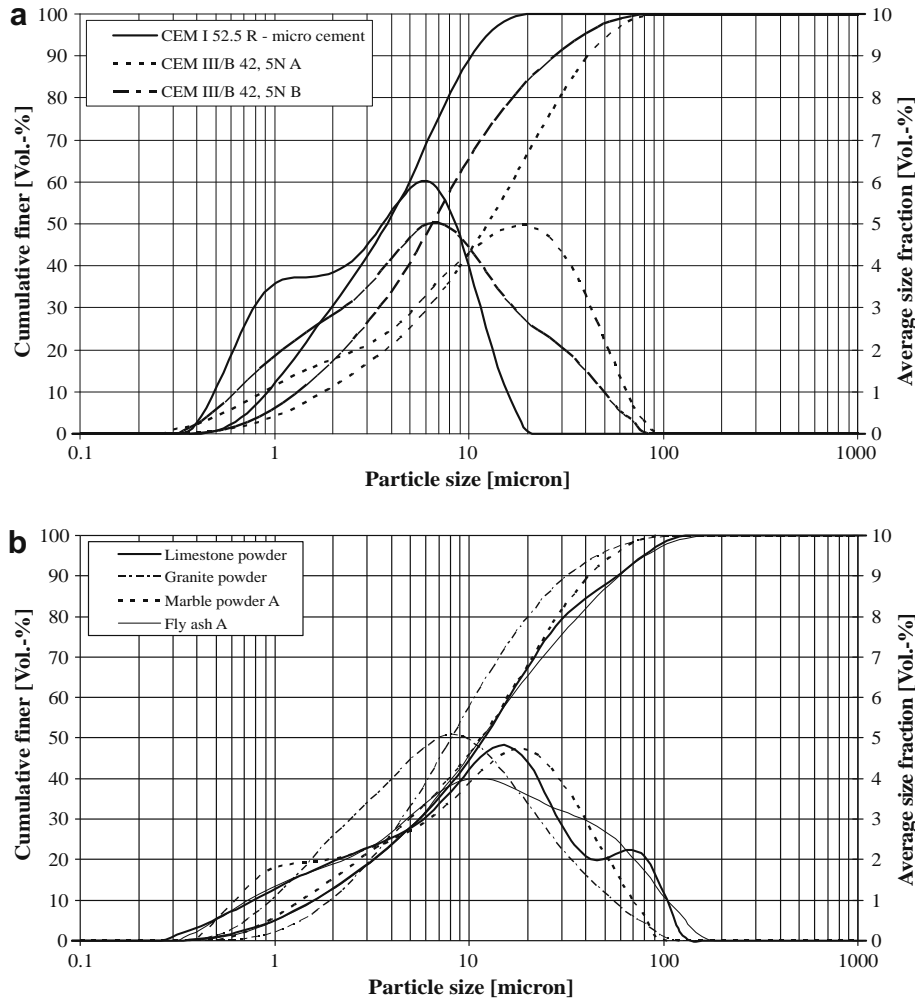 a
CEM I 52.5 R - micro cement
CEM III/B 42, 5N A
CEM III/B 42, 5N B
Cumulative finer [Vol.-%]
100
90
80
70
60
50
40
30
20
10
0
Average size fraction [Vol.-%]
10
9
8
7
6
5
4
3
2
1
0
0.1 1 10 100 1000
Particle size [micron]
b
Limestone powder
Granite powder
Marble powder A
Fly ash A
Cumulative finer [Vol.-%]
100
90
80
70
60
50
40
30
20
10
0
Average size fraction [Vol.-%]
10
9
8
7
6
5
4
3
2
1
0
0.1 1 10 100 1000
Particle size [micron]